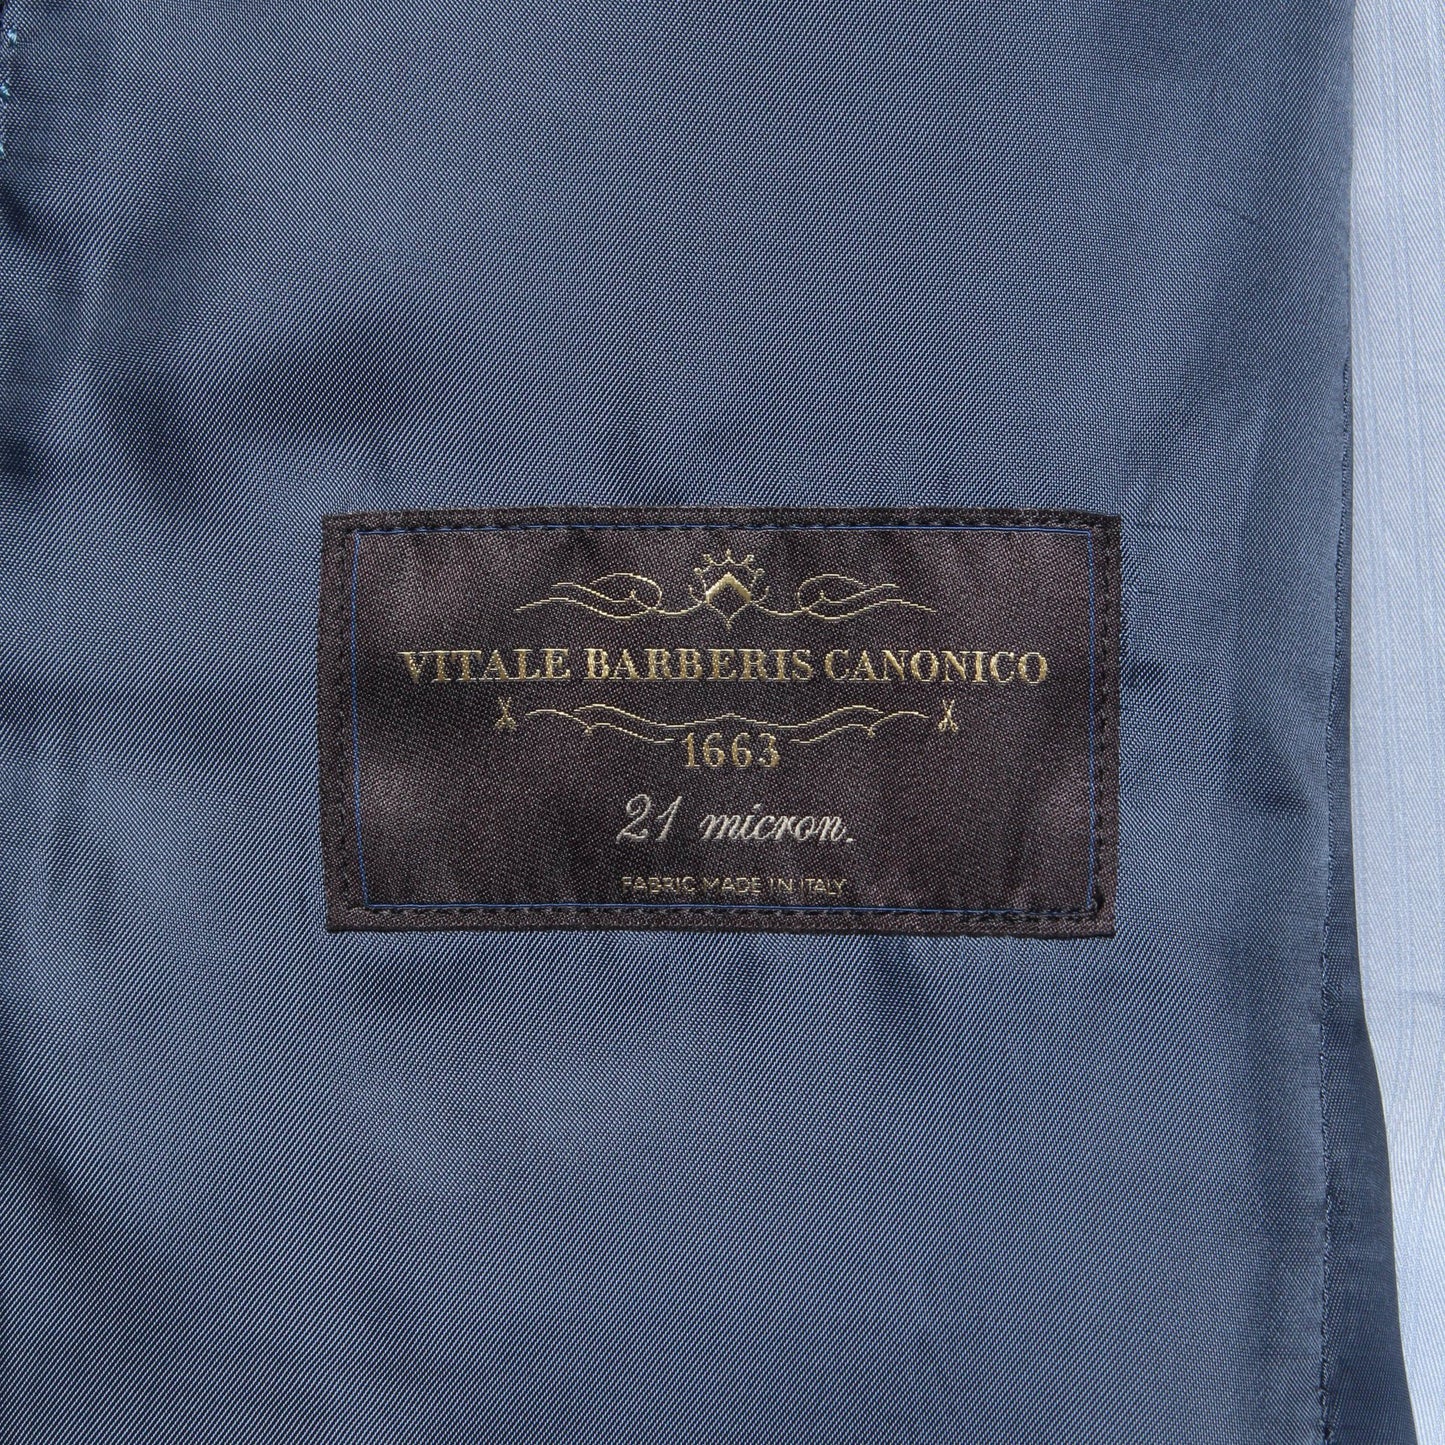 VITALE BARBERIS CANONICO
1663
21 micron.
FABRIC MADE IN ITALY